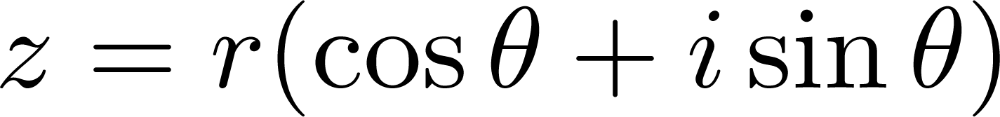 z = r(cos θ + i sin θ)